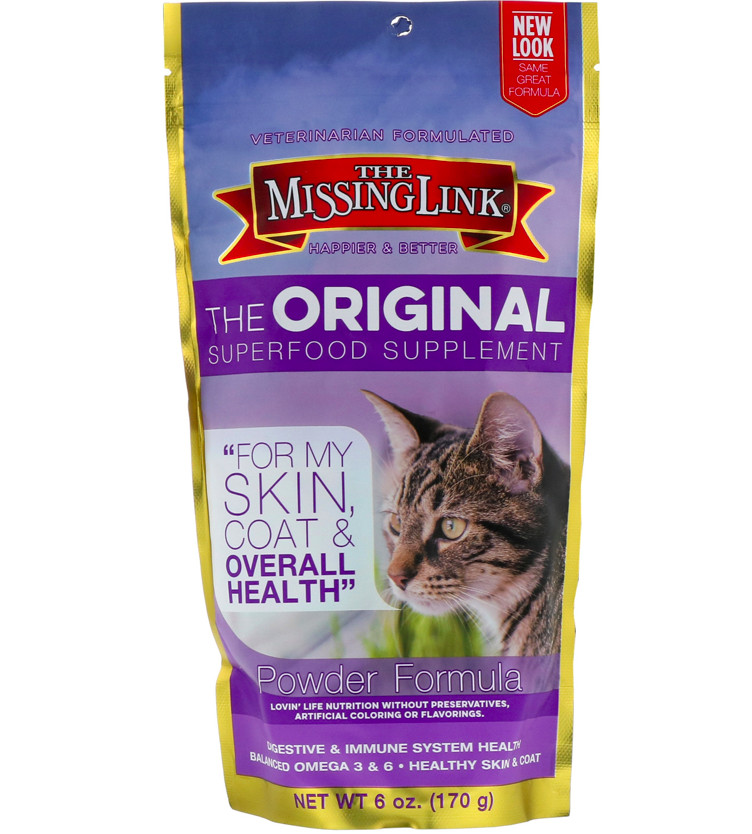 NEW
LOOK
SAME
GREAT
FORMULA
VETERINARIAN FORMULATED
THE
MISSING LINK®
HAPPIER & BETTER
THE ORIGINAL
SUPERFOOD SUPPLEMENT
“FOR MY
SKIN,
COAT &
OVERALL
HEALTH”
Powder Formula
LOVIN' LIFE NUTRITION WITHOUT PRESERVATIVES,
ARTIFICIAL COLORING OR FLAVORINGS.
DIGESTIVE & IMMUNE SYSTEM HEALTH
BALANCED OMEGA 3 & 6 • HEALTHY SKIN & COAT
NET WT 6 oz. (170 g)